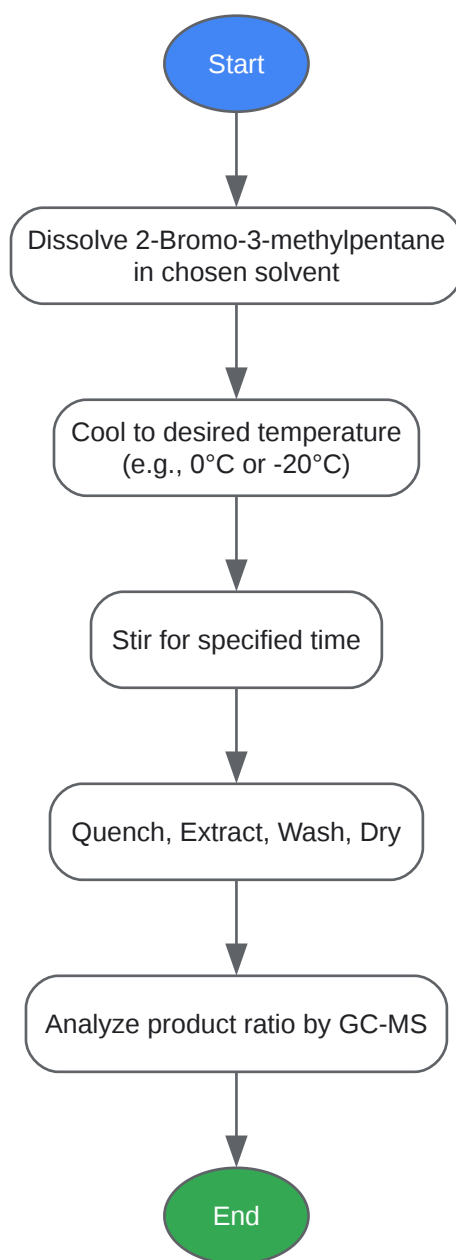 Start
Dissolve 2-Bromo-3-methylpentane
in chosen solvent
Cool to desired temperature
(e.g., 0°C or -20°C)
Stir for specified time
Quench, Extract, Wash, Dry
Analyze product ratio by GC-MS
End